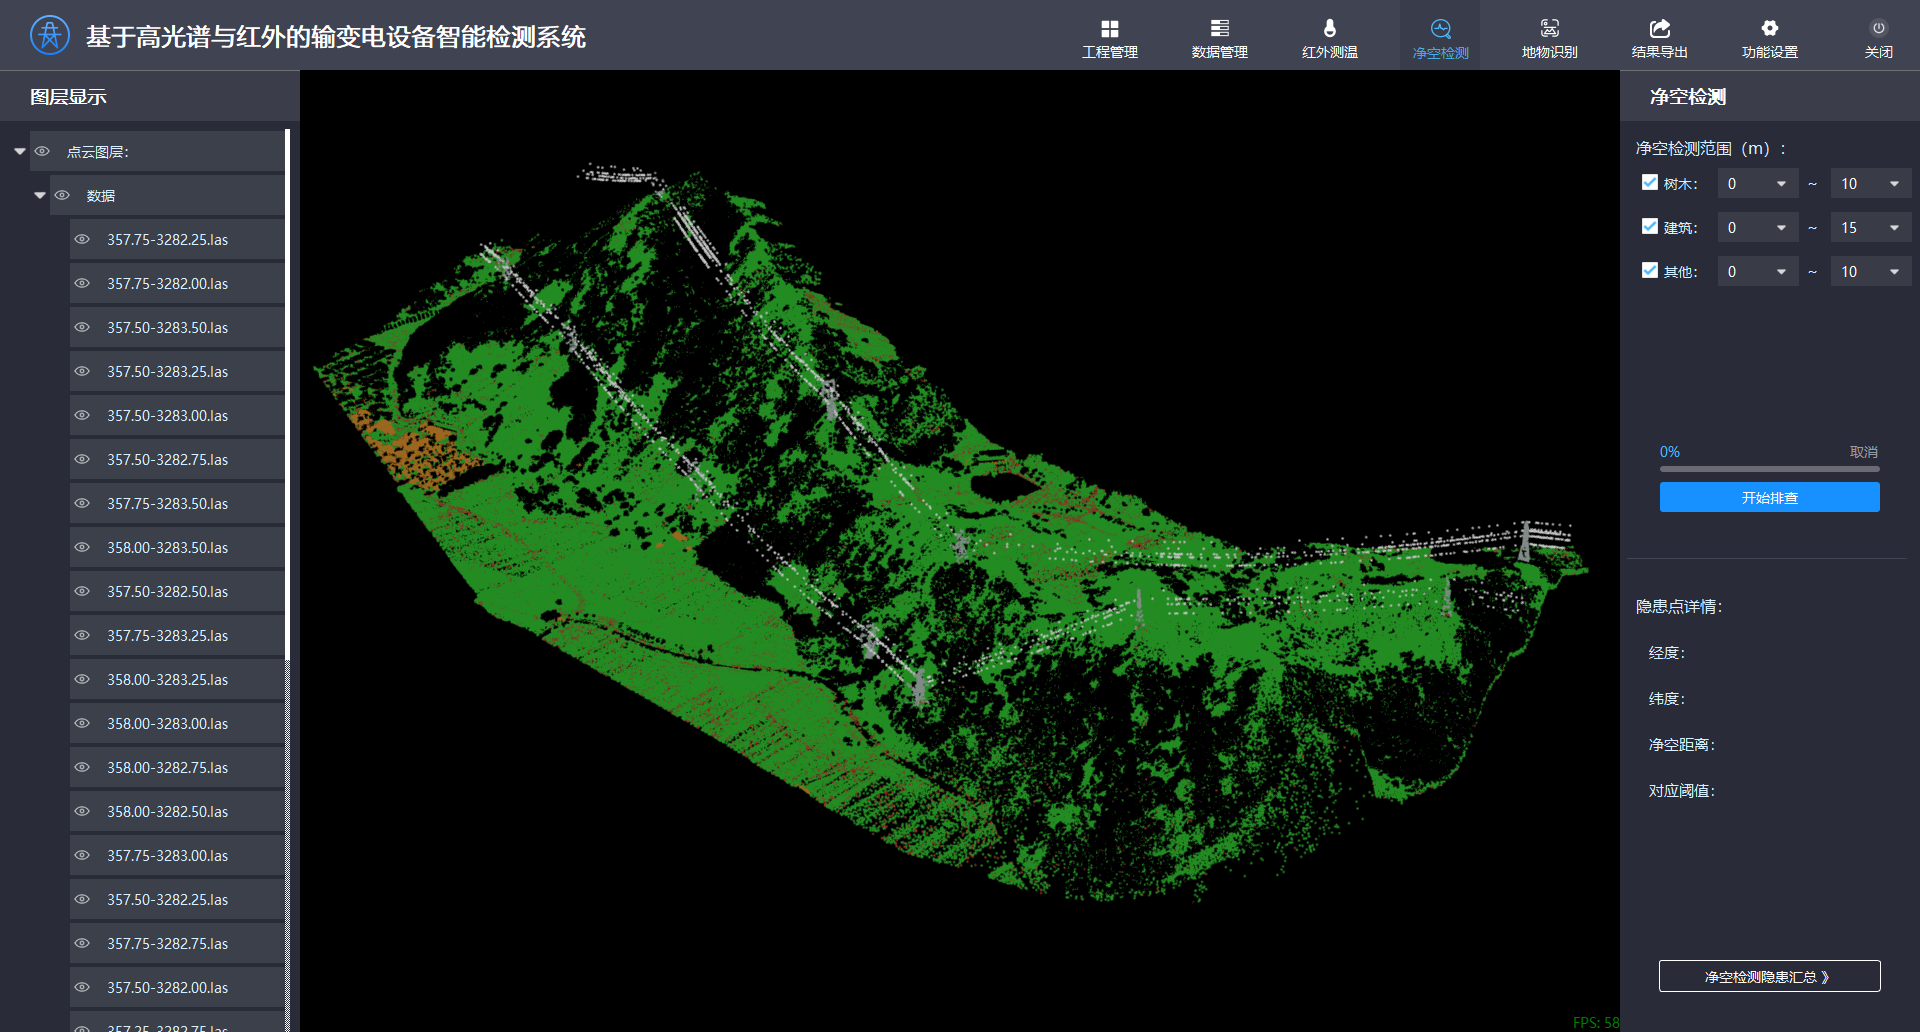 基于高光谱与红外的输变电设备智能检测系统
工程管理
数据管理
红外测温
净空检测
地物识别
结果导出
功能设置
关闭
图层显示
点云图层:
数据
357.75-3282.25.las
357.75-3282.00.las
357.50-3283.50.las
357.50-3283.25.las
357.50-3283.00.las
357.50-3282.75.las
357.75-3283.50.las
358.00-3283.50.las
357.50-3282.50.las
357.75-3283.25.las
358.00-3283.25.las
358.00-3283.00.las
358.00-3282.75.las
358.00-3282.50.las
357.75-3283.00.las
357.50-3282.25.las
357.75-3282.75.las
357.50-3282.00.las
357.25-3282.75.las
FPS: 58
净空检测
净空检测范围（m）:
树木: 0 ~ 10
建筑: 0 ~ 15
其他: 0 ~ 10
0% 取消
开始排查
隐患点详情:
经度:
纬度:
净空距离:
对应阈值:
净空检测隐患汇总 》